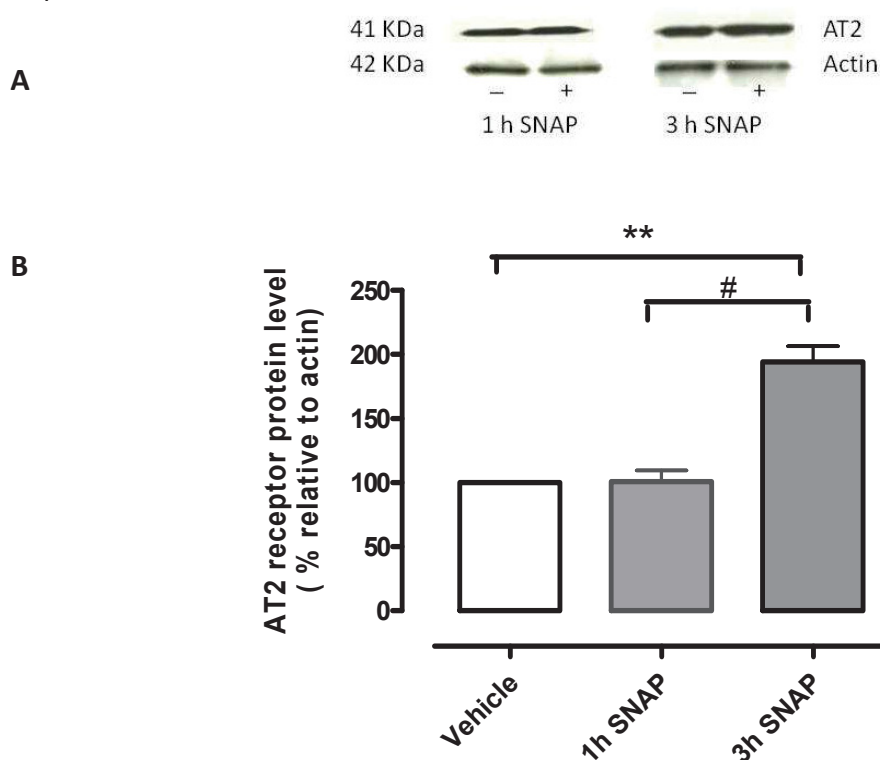 41 KDa AT2
42 KDa Actin
A
– + – +
1 h SNAP 3 h SNAP
B
**
#
AT2 receptor protein level
( % relative to actin)
250
200
150
100
50
0
Vehicle
1h SNAP
3h SNAP